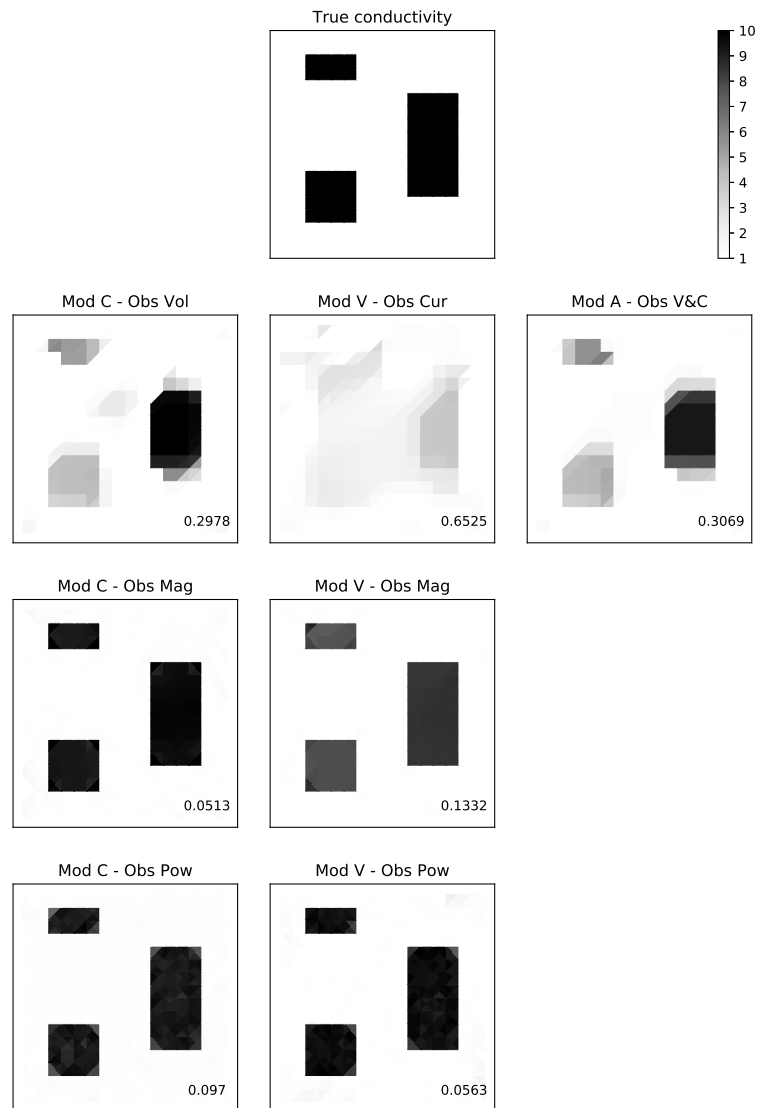 True conductivity
10
9
8
7
6
5
4
3
2
1
Mod C - Obs Vol
Mod V - Obs Cur
Mod A - Obs V&C
0.2978
0.6525
0.3069
Mod C - Obs Mag
Mod V - Obs Mag
0.0513
0.1332
Mod C - Obs Pow
Mod V - Obs Pow
0.097
0.0563